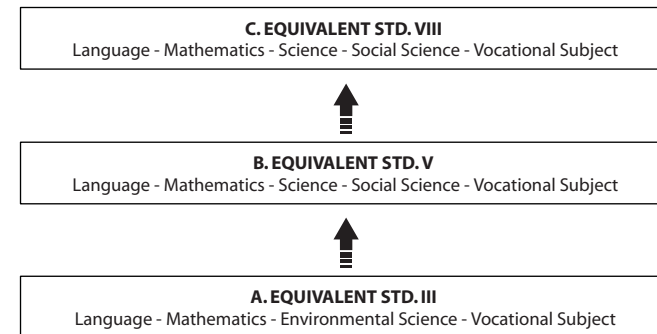 C. EQUIVALENT STD. VIII
Language - Mathematics - Science - Social Science - Vocational Subject
B. EQUIVALENT STD. V
Language - Mathematics - Science - Social Science - Vocational Subject
A. EQUIVALENT STD. III
Language - Mathematics - Environmental Science - Vocational Subject